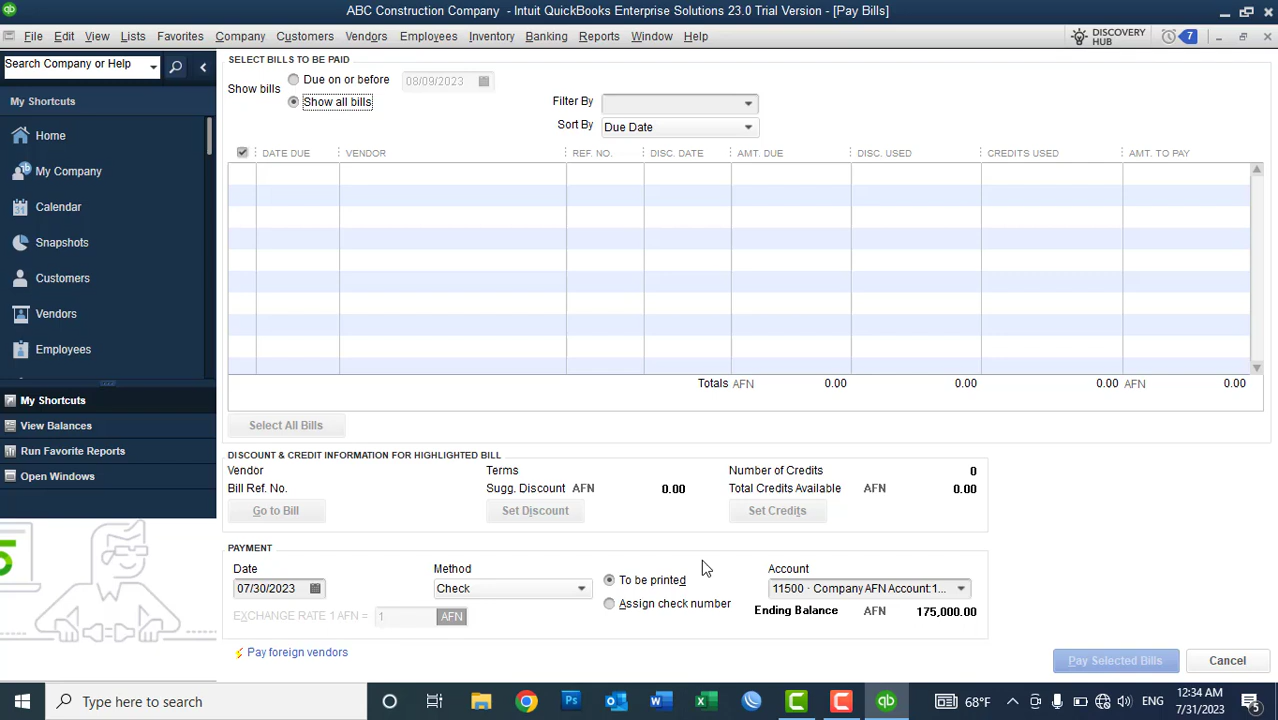 ABC Construction Company - Intuit QuickBooks Enterprise Solutions 23.0 Trial Version - [Pay Bills]
File Edit View Lists Favorites Company Customers Vendors Employees Inventory Banking Reports Window Help
DISCOVERY HUB 7
Search Company or Help
My Shortcuts
Home
My Company
Calendar
Snapshots
Customers
Vendors
Employees
My Shortcuts
View Balances
Run Favorite Reports
Open Windows
SELECT BILLS TO BE PAID
Show bills
Due on or before 08/09/2023
Show all bills
Filter By
Sort By Due Date
DATE DUE VENDOR REF. NO. DISC. DATE AMT. DUE DISC. USED CREDITS USED AMT. TO PAY
Totals AFN 0.00 0.00 0.00 AFN 0.00
Select All Bills
DISCOUNT & CREDIT INFORMATION FOR HIGHLIGHTED BILL
Vendor Terms Number of Credits 0
Bill Ref. No. Sugg. Discount AFN 0.00 Total Credits Available AFN 0.00
Go to Bill Set Discount Set Credits
PAYMENT
Date Method Account
07/30/2023 Check To be printed 11500 · Company AFN Account:1...
Assign check number
Ending Balance AFN 175,000.00
EXCHANGE RATE 1 AFN = 1 AFN
Pay foreign vendors
Pay Selected Bills Cancel
5
Type here to search
68°F ENG
12:34 AM
7/31/2023
5